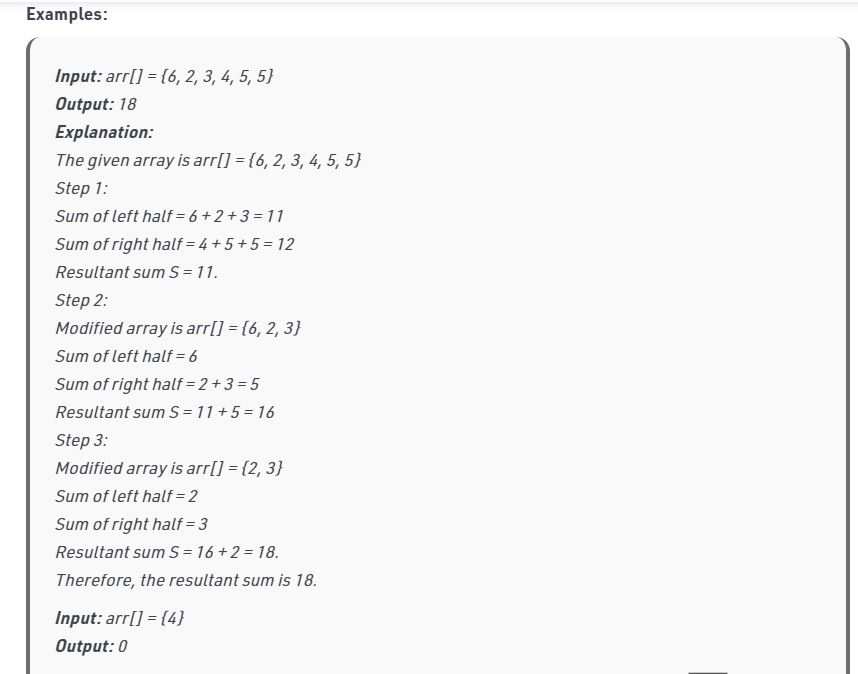 Examples:
Input: arr[] = {6, 2, 3, 4, 5, 5}
Output: 18
Explanation:
The given array is arr[] = {6, 2, 3, 4, 5, 5}
Step 1:
Sum of left half = 6 + 2 + 3 = 11
Sum of right half = 4 + 5 + 5 = 12
Resultant sum S = 11.
Step 2:
Modified array is arr[] = {6, 2, 3}
Sum of left half = 6
Sum of right half = 2 + 3 = 5
Resultant sum S = 11 + 5 = 16
Step 3:
Modified array is arr[] = {2, 3}
Sum of left half = 2
Sum of right half = 3
Resultant sum S = 16 + 2 = 18.
Therefore, the resultant sum is 18.
Input: arr[] = {4}
Output: 0